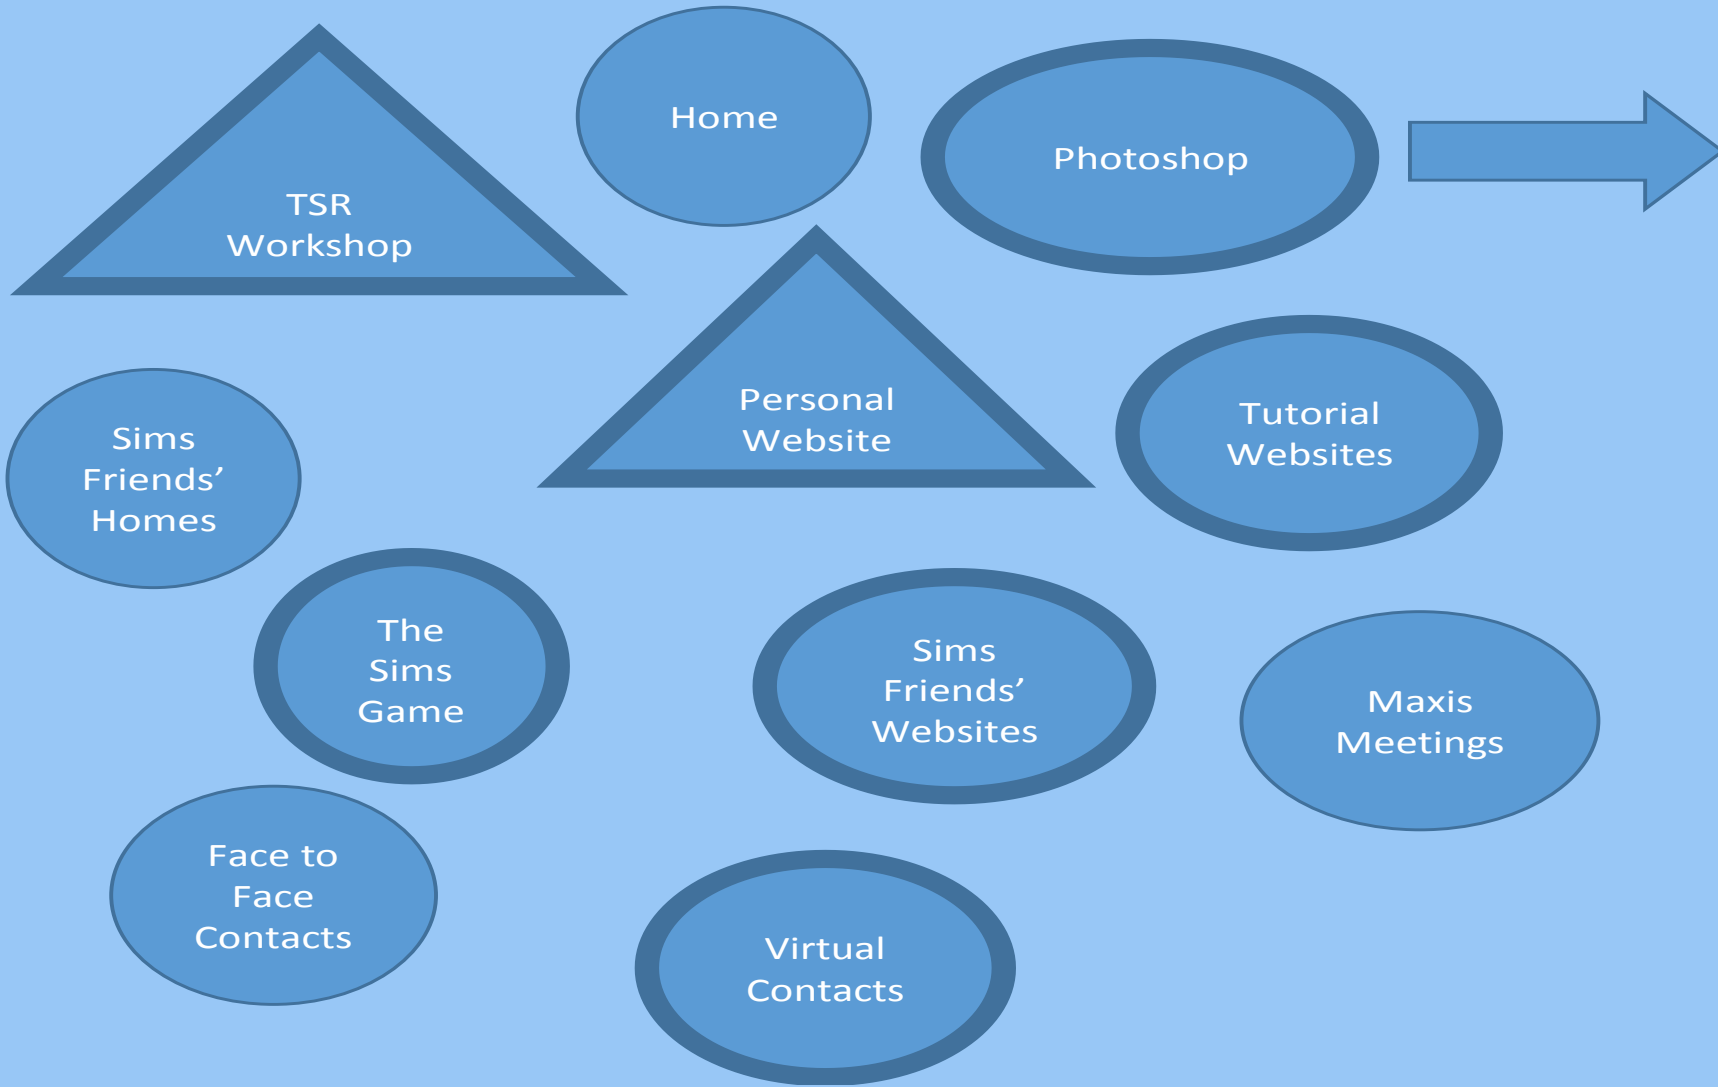 Home
Photoshop
TSR
Workshop
Personal
Website
Tutorial
Websites
Sims
Friends’
Homes
The
Sims
Game
Sims
Friends’
Websites
Maxis
Meetings
Face to
Face
Contacts
Virtual
Contacts